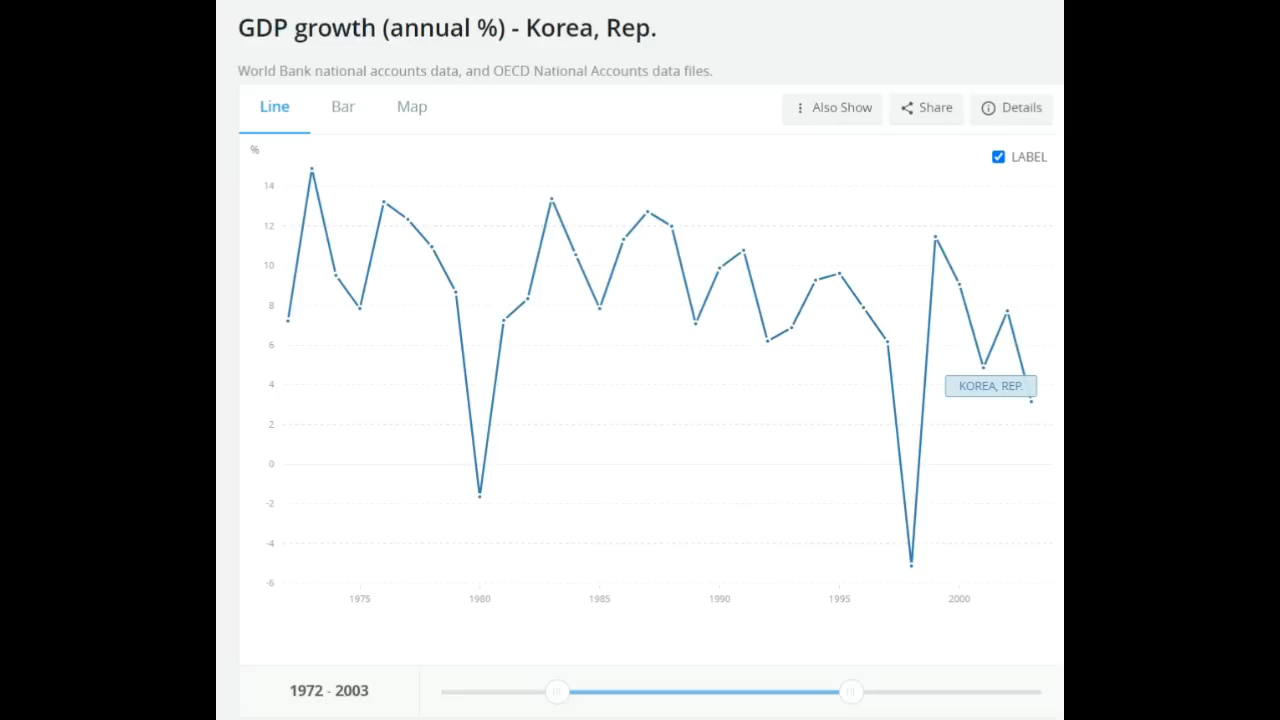 GDP growth (annual %) - Korea, Rep.
World Bank national accounts data, and OECD National Accounts data files.
Line Bar Map Also Show Share Details
% LABEL
14
12
10
8
6
4
KOREA, REP.
2
0
-2
-4
-6
1975 1980 1985 1990 1995 2000
1972 - 2003